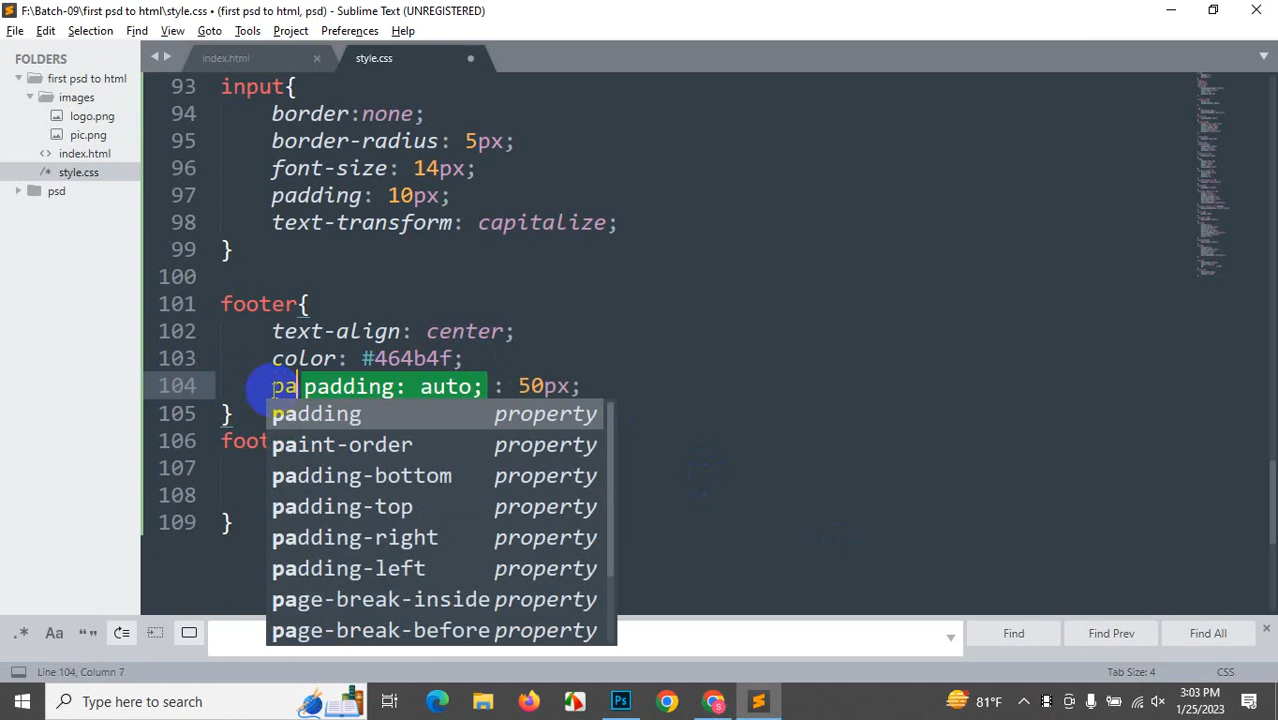 F:\Batch-09\first psd to html\style.css • (first psd to html, psd) - Sublime Text (UNREGISTERED)
File Edit Selection Find View Goto Tools Project Preferences Help
FOLDERS
first psd to html
images
logo.png
pic.png
index.html
style.css
psd
index.html
style.css
93 input{
94 border:none;
95 border-radius: 5px;
96 font-size: 14px;
97 padding: 10px;
98 text-transform: capitalize;
99 }
100
101 footer{
102 text-align: center;
103 color: #464b4f;
104 pa padding: auto; : 50px;
105 }
106 foot
107
108
109 }
padding property
paint-order property
padding-bottom property
padding-top property
padding-right property
padding-left property
page-break-inside property
page-break-before property
.* Aa “”
Find Find Prev Find All
Line 104, Column 7 Tab Size: 4 CSS
Type here to search
Ps
S
81°F
3:03 PM
1/25/2023